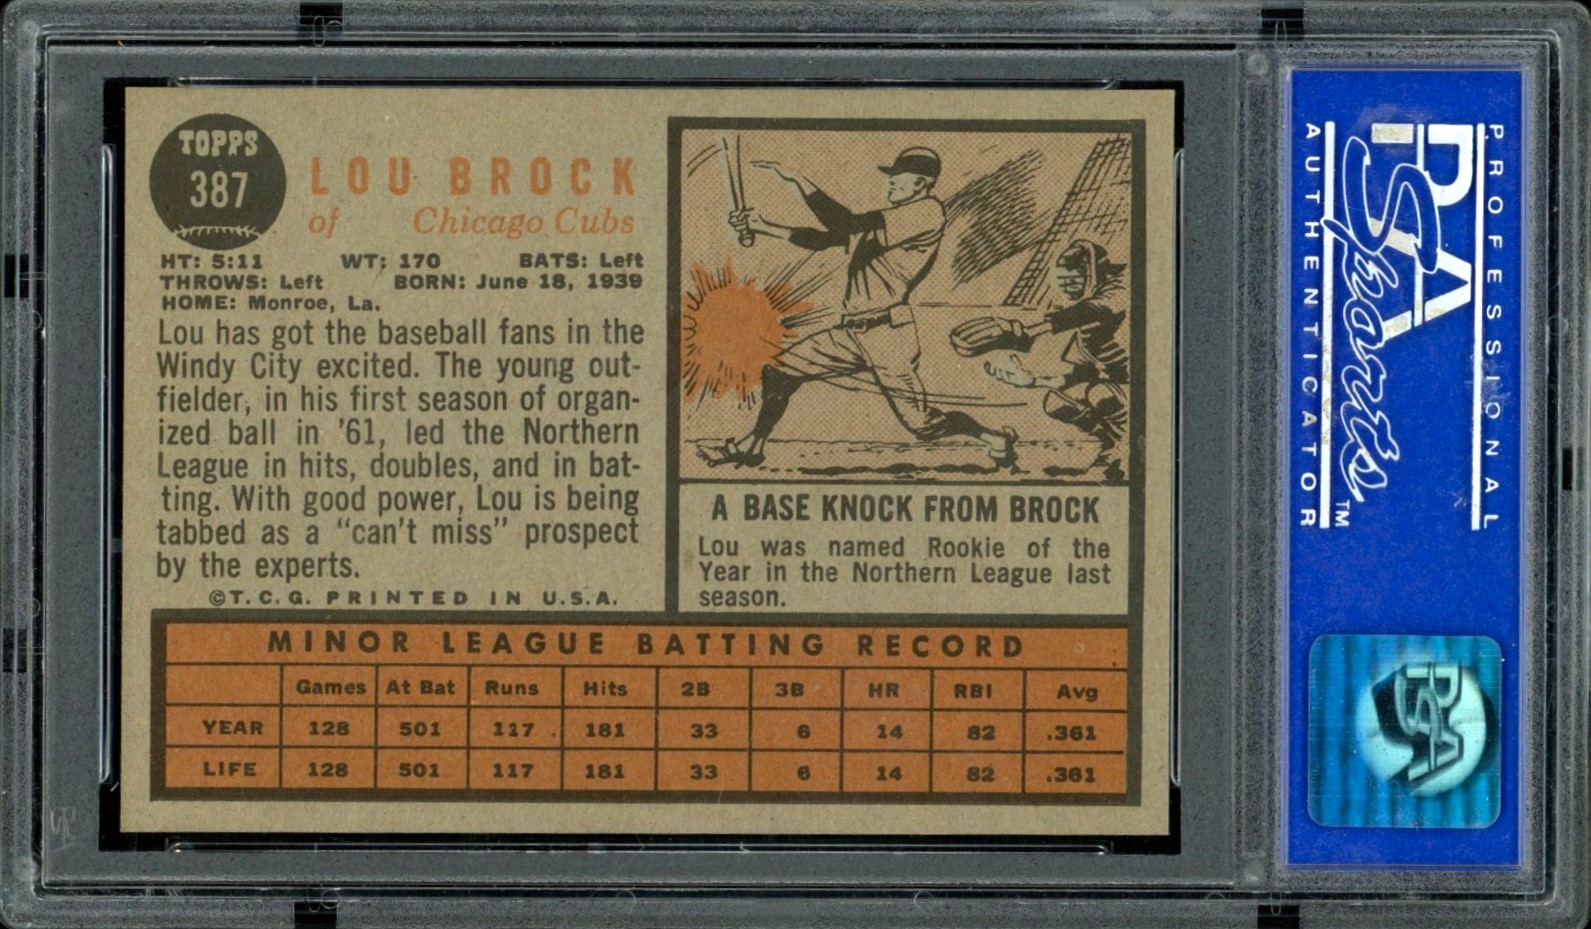 TOPPS
387
LOU BROCK
of Chicago Cubs
HT: 5:11 WT: 170 BATS: Left
THROWS: Left BORN: June 18, 1939
HOME: Monroe, La.
Lou has got the baseball fans in the
Windy City excited. The young out-
fielder, in his first season of organ-
ized ball in '61, led the Northern
League in hits, doubles, and in bat-
ting. With good power, Lou is being
tabbed as a "can't miss" prospect
by the experts.
©T.C.G. PRINTED IN U.S.A.
A BASE KNOCK FROM BROCK
Lou was named Rookie of the
Year in the Northern League last
season.
MINOR LEAGUE BATTING RECORD
Games At Bat Runs Hits 2B 3B HR RBI Avg
YEAR 128 501 117 181 33 6 14 82 .361
LIFE 128 501 117 181 33 6 14 82 .361
PROFESSIONAL
PSA
Sports
AUTHENTICATOR
TM
PSA